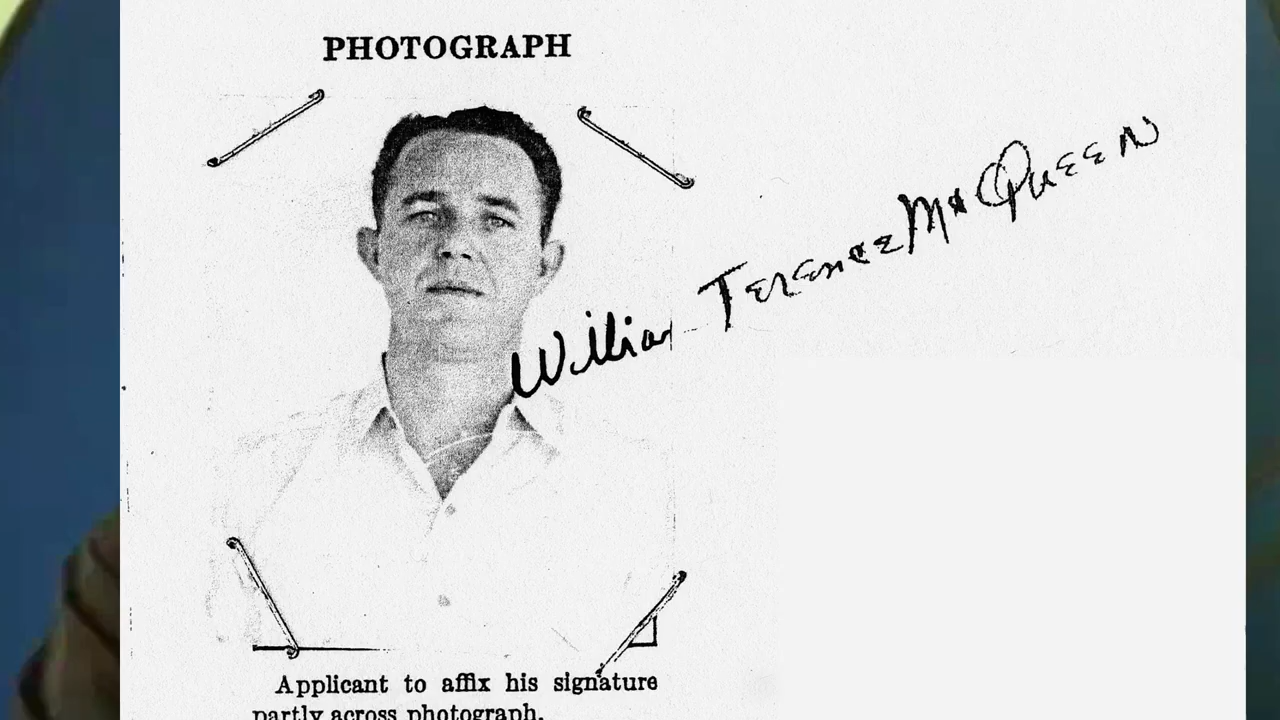 PHOTOGRAPH
William Terence McQueen
Applicant to affix his signature
partly across photograph.